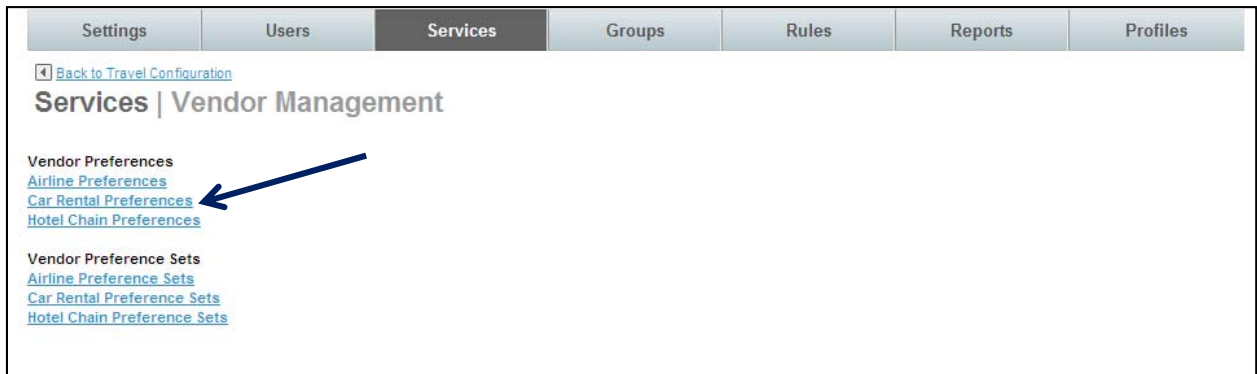 Settings Users Services Groups Rules Reports Profiles
Back to Travel Configuration
Services | Vendor Management
Vendor Preferences
Airline Preferences
Car Rental Preferences
Hotel Chain Preferences
Vendor Preference Sets
Airline Preference Sets
Car Rental Preference Sets
Hotel Chain Preference Sets